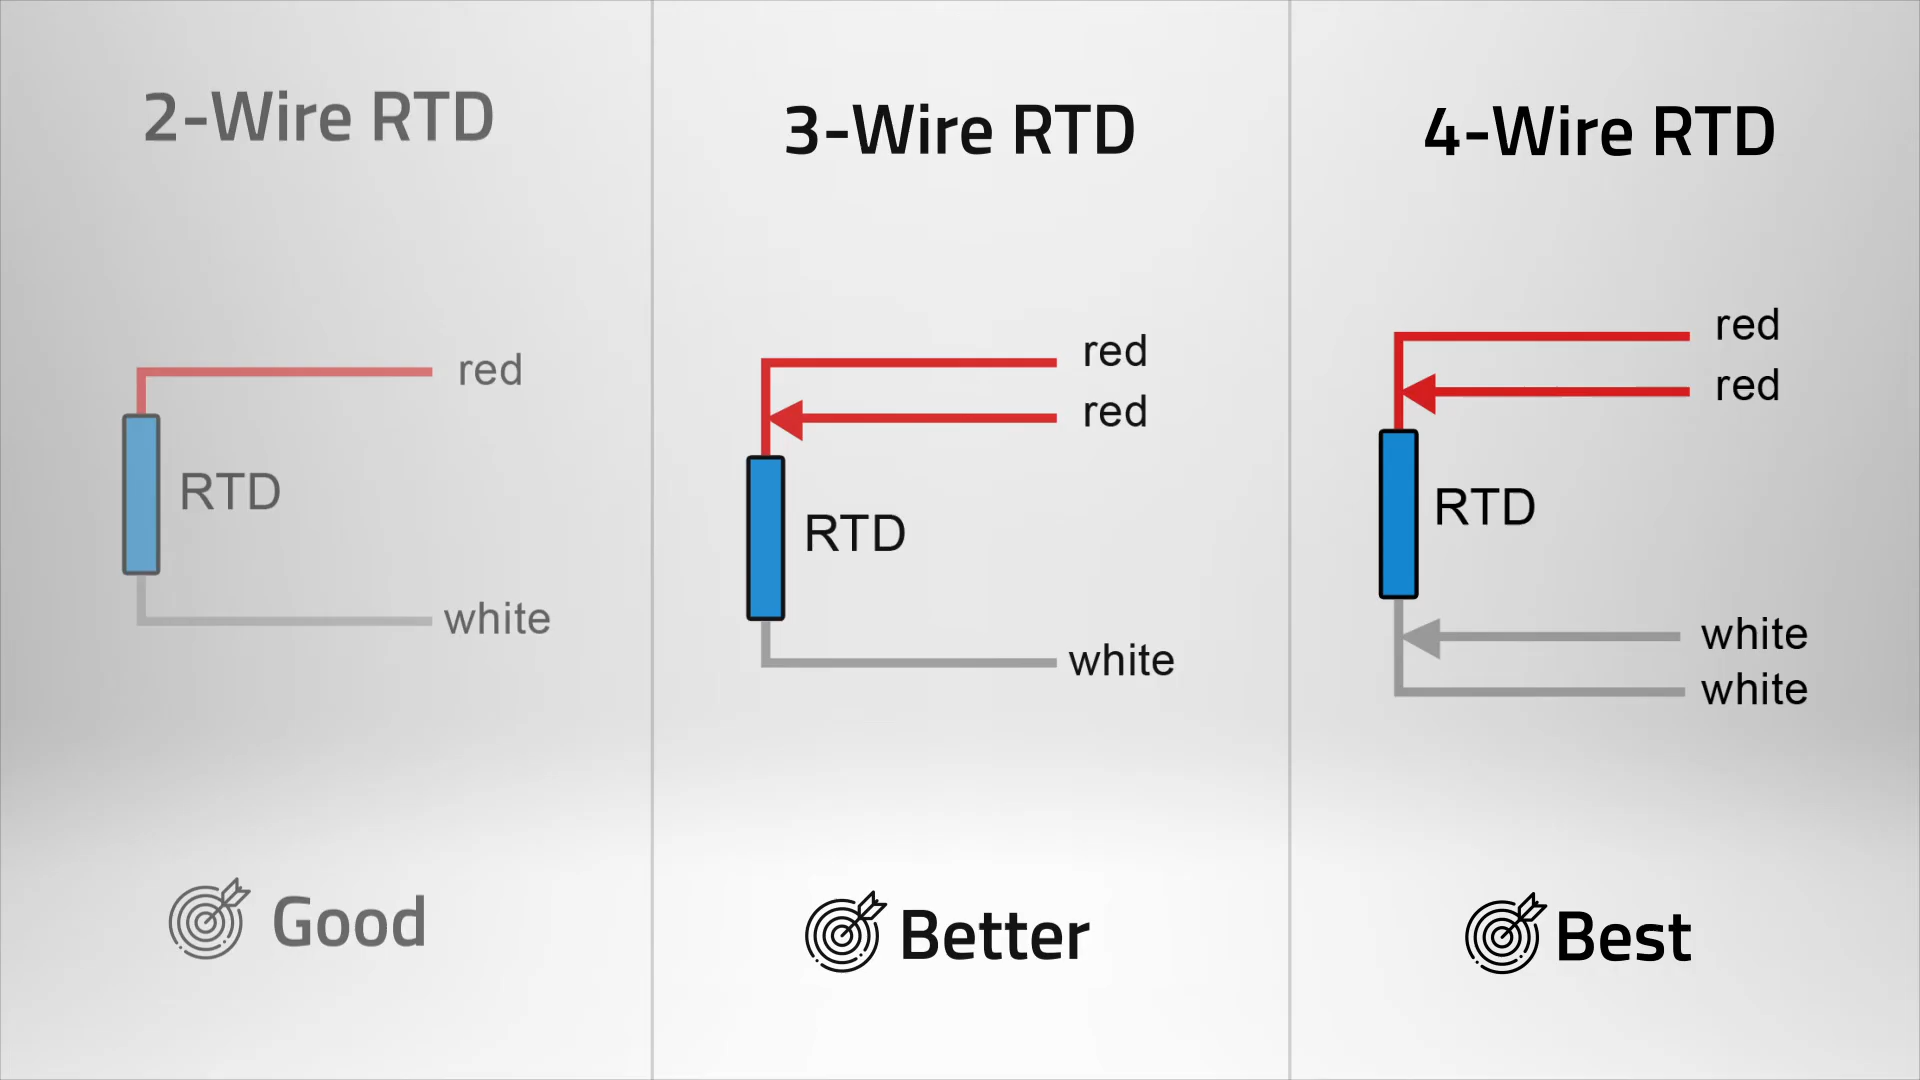 2-Wire RTD
red
RTD
white
Good
3-Wire RTD
red
red
RTD
white
Better
4-Wire RTD
red
red
RTD
white
white
Best